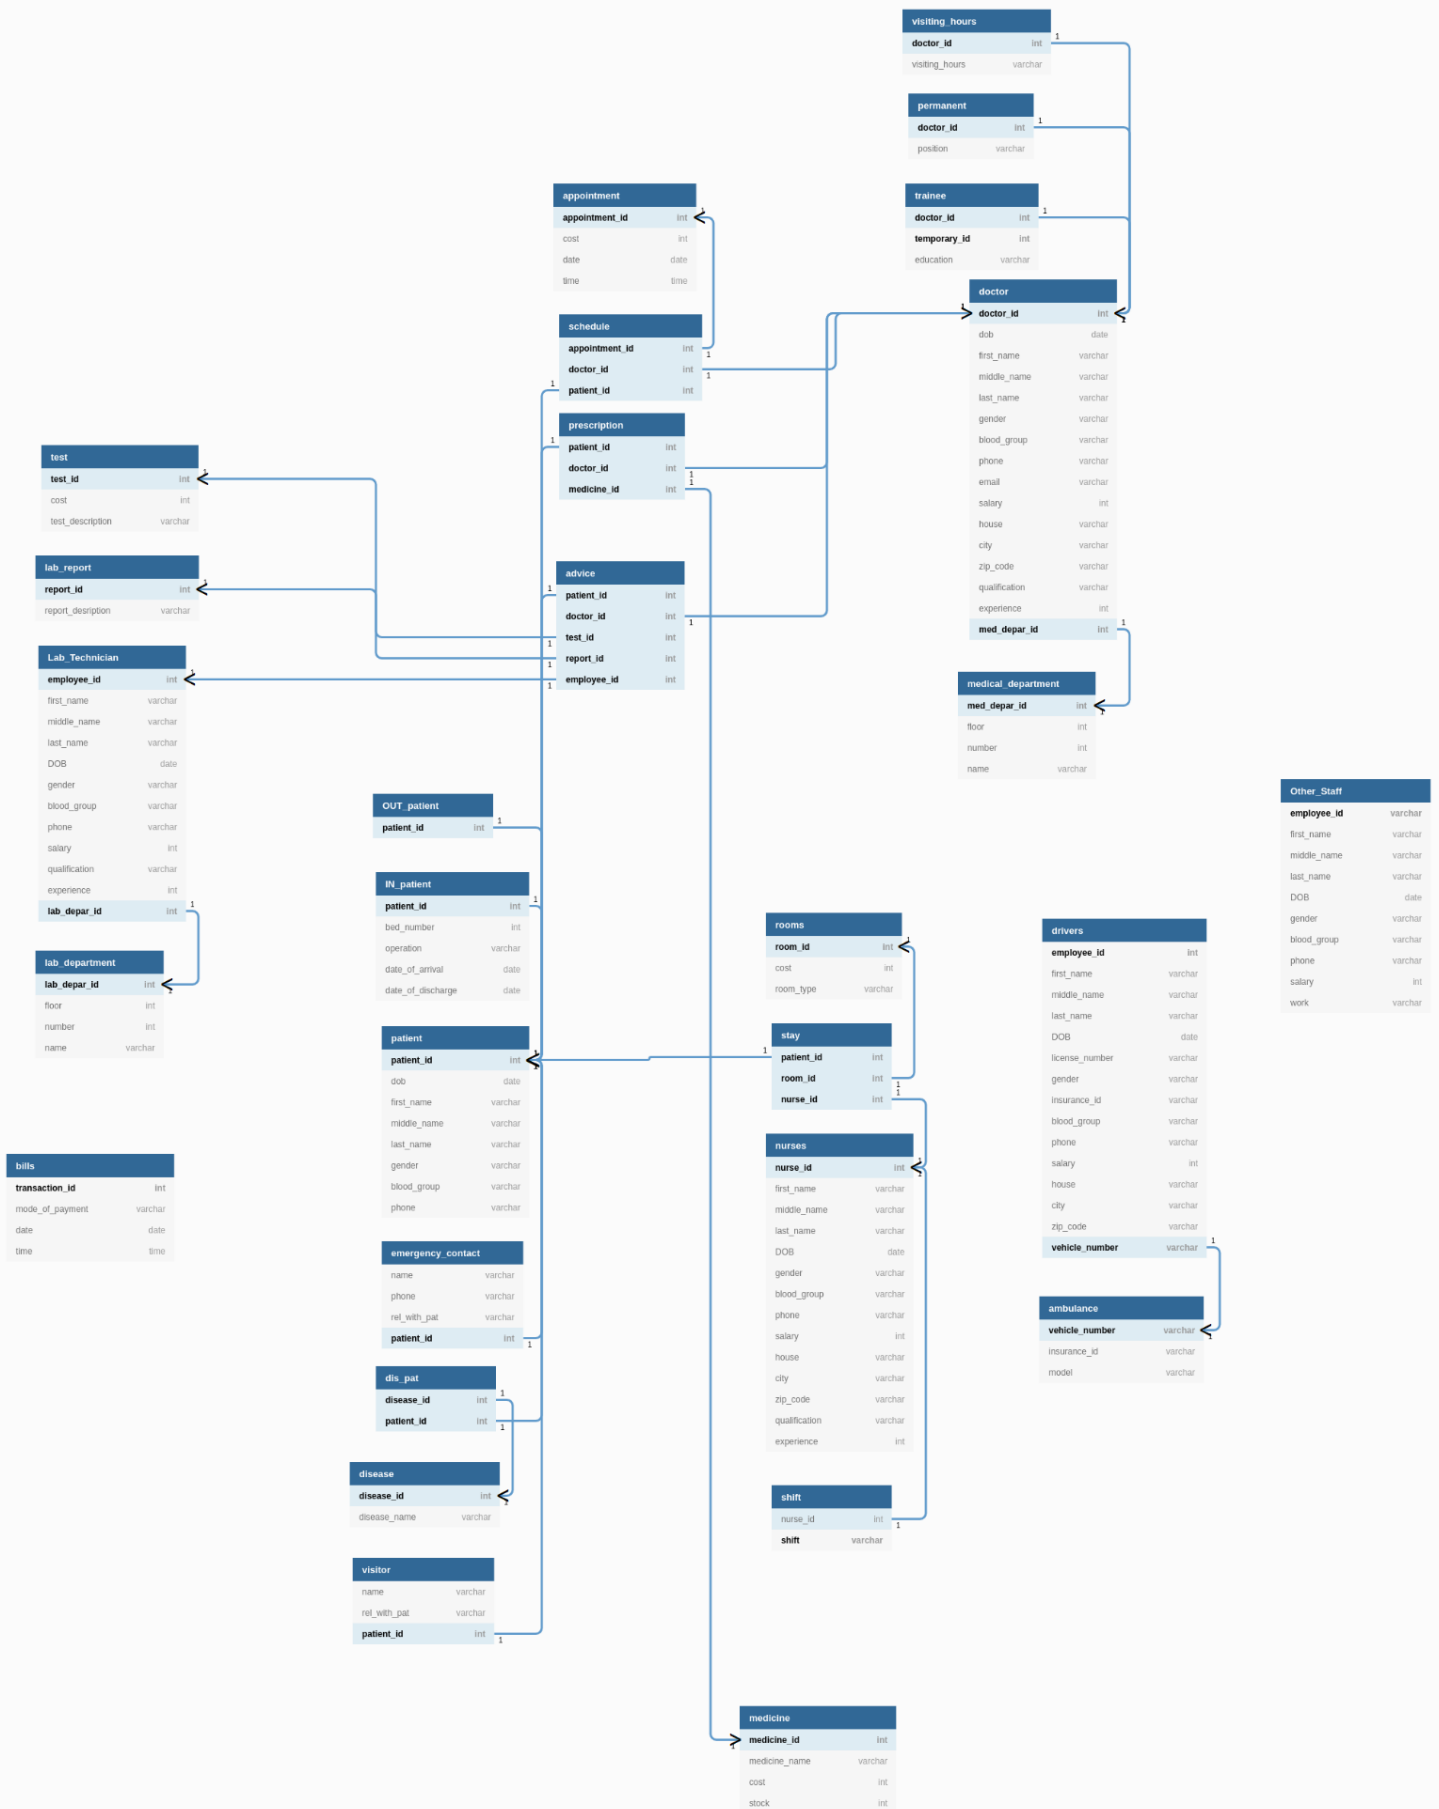 visiting_hours
doctor_id int
visiting_hours varchar
permanent
doctor_id int
position varchar
trainee
doctor_id int
temporary_id int
education varchar
appointment
appointment_id int
cost int
date date
time time
schedule
appointment_id int
doctor_id int
patient_id int
prescription
patient_id int
doctor_id int
medicine_id int
advice
patient_id int
doctor_id int
test_id int
report_id int
employee_id int
doctor
doctor_id int
dob date
first_name varchar
middle_name varchar
last_name varchar
gender varchar
blood_group varchar
phone varchar
email varchar
salary int
house varchar
city varchar
zip_code varchar
qualification varchar
experience int
med_depar_id int
medical_department
med_depar_id int
floor int
number int
name varchar
test
test_id int
cost int
test_description varchar
lab_report
report_id int
report_desription varchar
Lab_Technician
employee_id int
first_name varchar
middle_name varchar
last_name varchar
DOB date
gender varchar
blood_group varchar
phone varchar
salary int
qualification varchar
experience int
lab_depar_id int
lab_department
lab_depar_id int
floor int
number int
name varchar
bills
transaction_id int
mode_of_payment varchar
date date
time time
OUT_patient
patient_id int
IN_patient
patient_id int
bed_number int
operation varchar
date_of_arrival date
date_of_discharge date
patient
patient_id int
dob date
first_name varchar
middle_name varchar
last_name varchar
gender varchar
blood_group varchar
phone varchar
emergency_contact
name varchar
phone varchar
rel_with_pat varchar
patient_id int
dis_pat
disease_id int
patient_id int
disease
disease_id int
disease_name varchar
visitor
name varchar
rel_with_pat varchar
patient_id int
rooms
room_id int
cost int
room_type varchar
stay
patient_id int
room_id int
nurse_id int
nurses
nurse_id int
first_name varchar
middle_name varchar
last_name varchar
DOB date
gender varchar
blood_group varchar
phone varchar
salary int
house varchar
city varchar
zip_code varchar
qualification varchar
experience int
shift
nurse_id int
shift varchar
medicine
medicine_id int
medicine_name varchar
cost int
stock int
drivers
employee_id int
first_name varchar
middle_name varchar
last_name varchar
DOB date
license_number varchar
gender varchar
insurance_id varchar
blood_group varchar
phone varchar
salary int
house varchar
city varchar
zip_code varchar
vehicle_number varchar
ambulance
vehicle_number varchar
insurance_id varchar
model varchar
Other_Staff
employee_id varchar
first_name varchar
middle_name varchar
last_name varchar
DOB date
gender varchar
blood_group varchar
phone varchar
salary int
work varchar